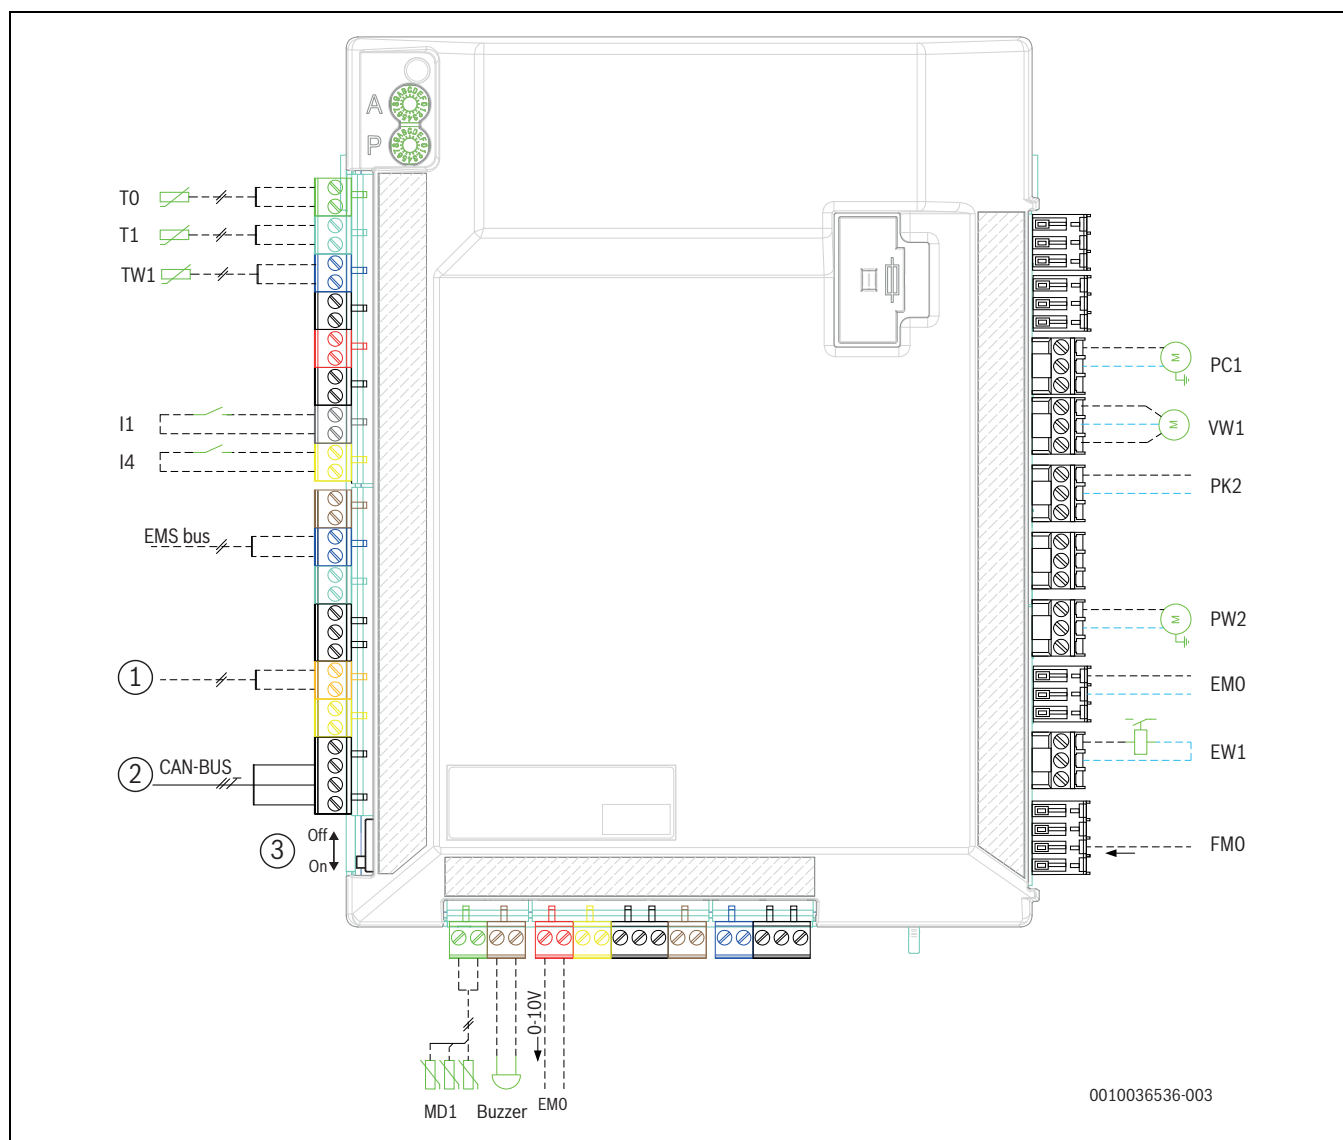 A
P
T0
T1
TW1
I1
I4
EMS bus
1
2 CAN-BUS
3 Off
On
M PC1
M VW1
PK2
M PW2
EM0
EW1
FM0
0-10V
MD1 Buzzer EM0
0010036536-003